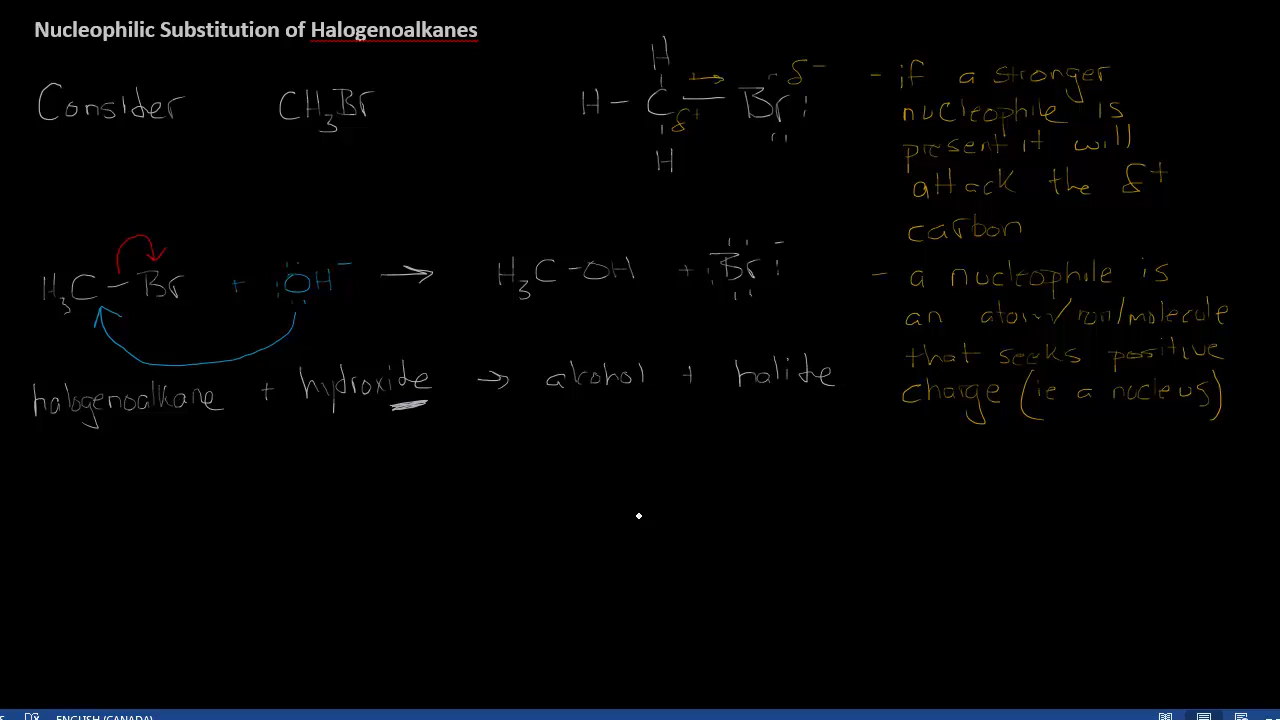 Nucleophilic Substitution of Halogenoalkanes
Consider CH3Br
H
H – C – Br
δ+ δ–
H
- if a stronger
nucleophile is
present it will
attack the δ+
carbon
- a nucleophile is
an atom/ion/molecule
that seeks positive
charge (ie a nucleus)
H3C – Br + OH– → H3C – OH + Br–
halogenoalkane + hydroxide → alcohol + halide
ENGLISH (CANADA)